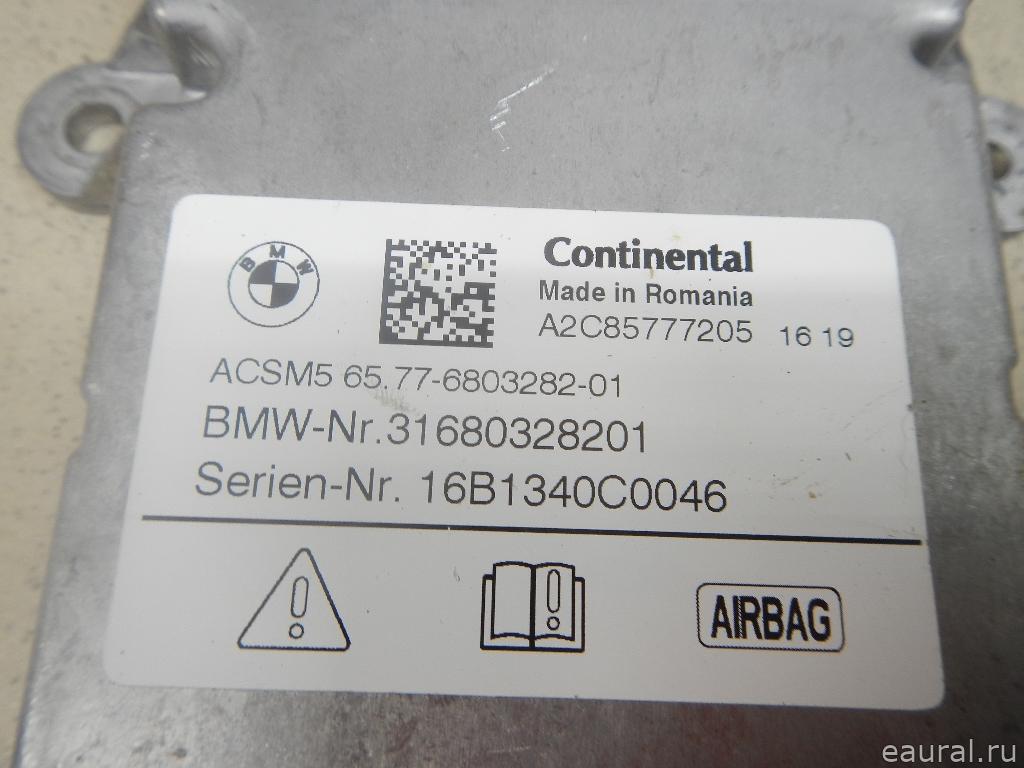 BMW
Continental
Made in Romania
A2C85777205 16 19
ACSM5 65.77-6803282-01
BMW-Nr.31680328201
Serien-Nr. 16B1340C0046
AIRBAG
eaural.ru